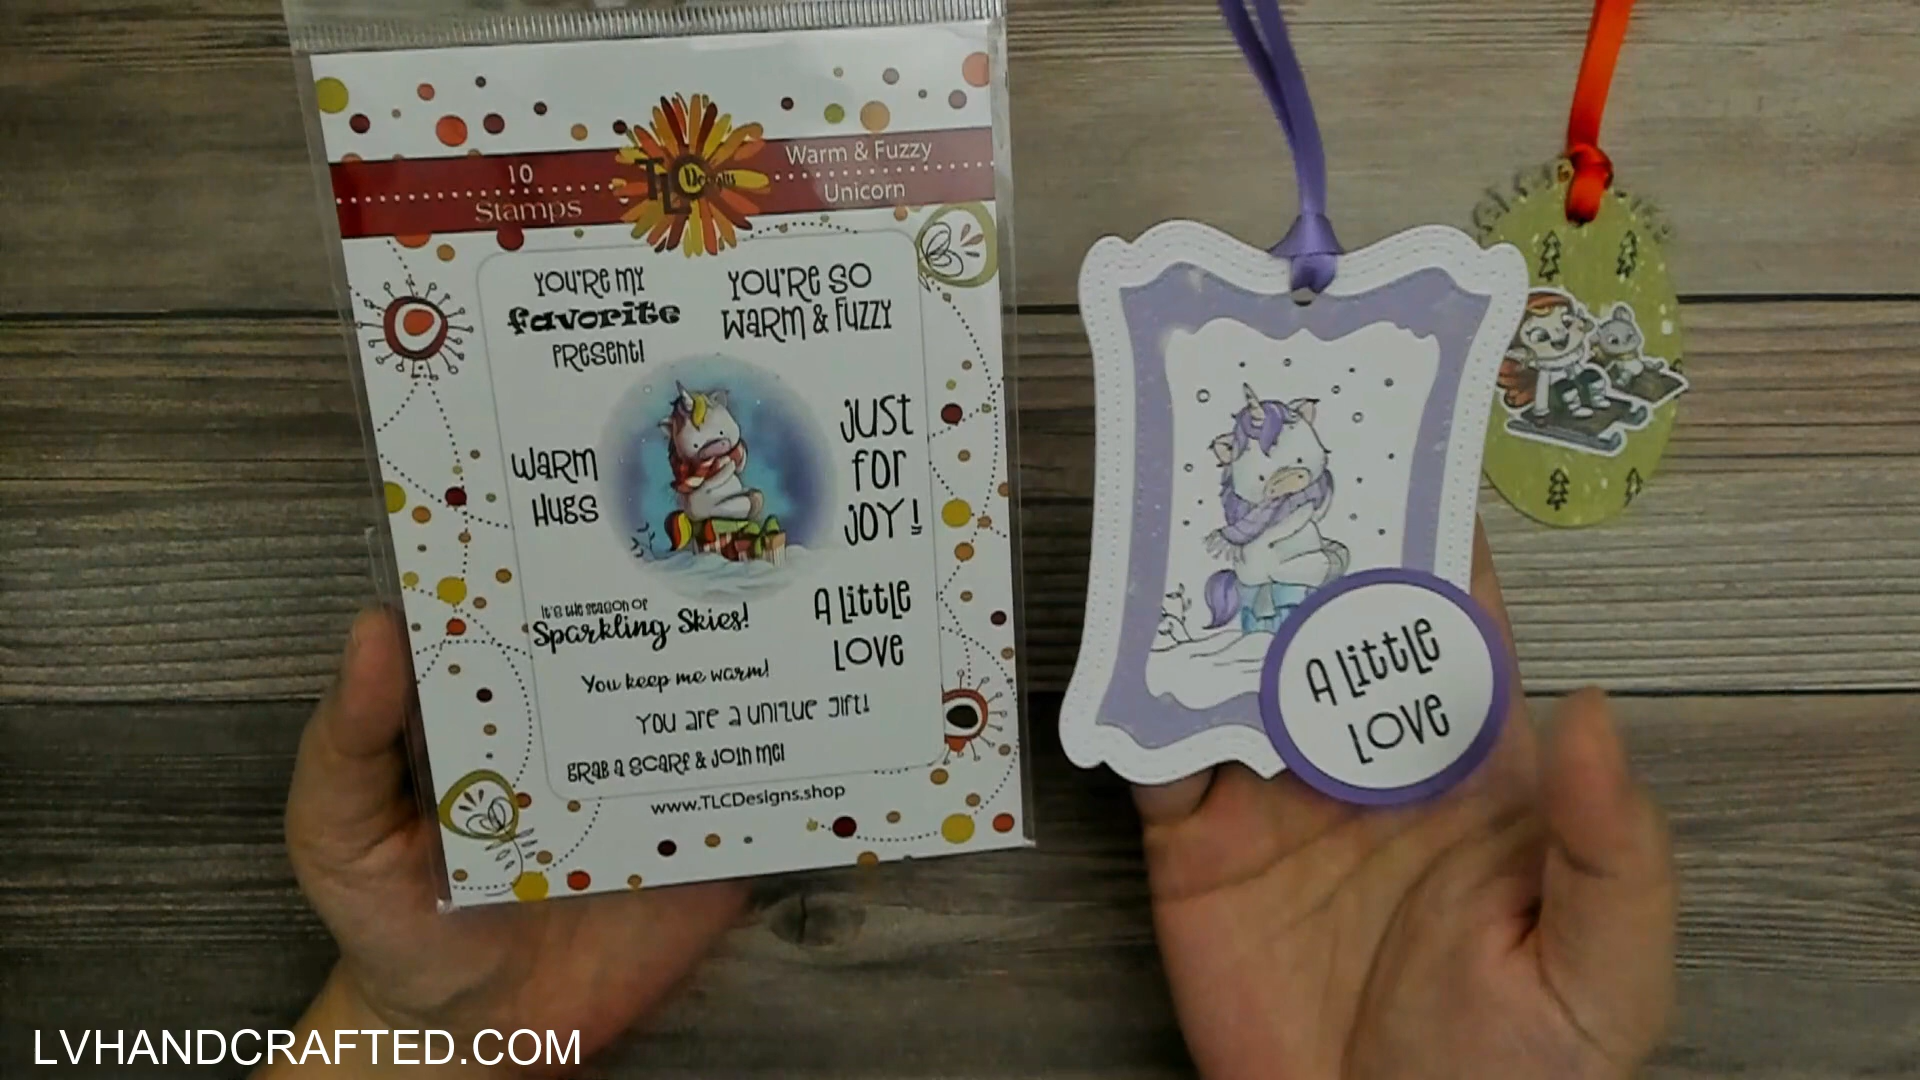 10
Stamps
TLC Designs
Warm & Fuzzy
Unicorn
You're my
favorite
present!
You're so
warm & fuzzy
warm
hugs
Just
for
joy!
It's the season of
Sparkling Skies!
A little
love
You keep me warm!
You are a unique gift!
Grab a scarf & join me!
www.TLCDesigns.shop
A little
love
LVHANDCRAFTED.COM